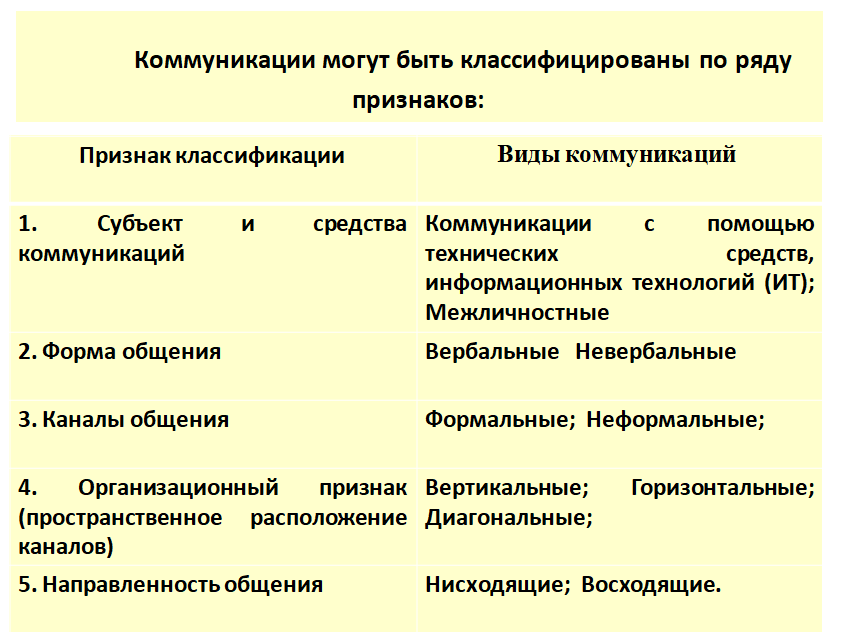 Коммуникации могут быть классифицированы по ряду
признаков:
Признак классификации
Виды коммуникаций
1. Субъект и средства
коммуникаций
Коммуникации с помощью
технических средств,
информационных технологий (ИТ);
Межличностные
2. Форма общения
Вербальные Невербальные
3. Каналы общения
Формальные; Неформальные;
4. Организационный признак
(пространственное расположение
каналов)
Вертикальные; Горизонтальные;
Диагональные;
5. Направленность общения
Нисходящие; Восходящие.